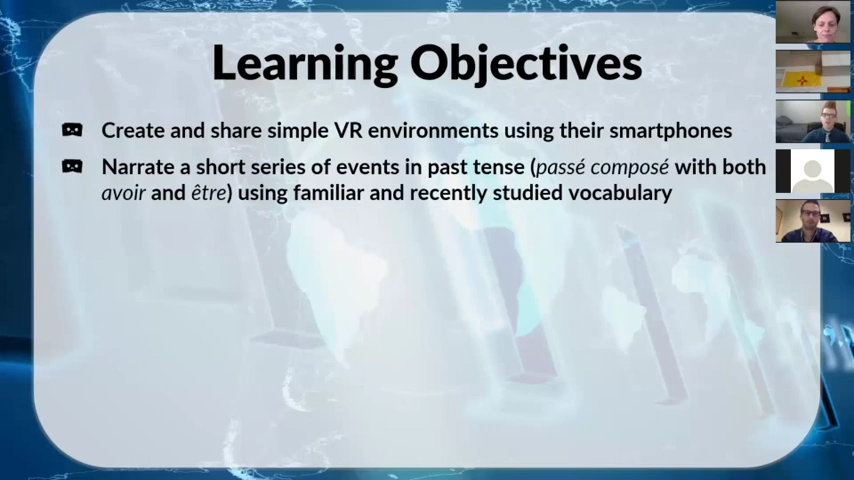 Learning Objectives
Create and share simple VR environments using their smartphones
Narrate a short series of events in past tense (passé composé with both
avoir and être) using familiar and recently studied vocabulary